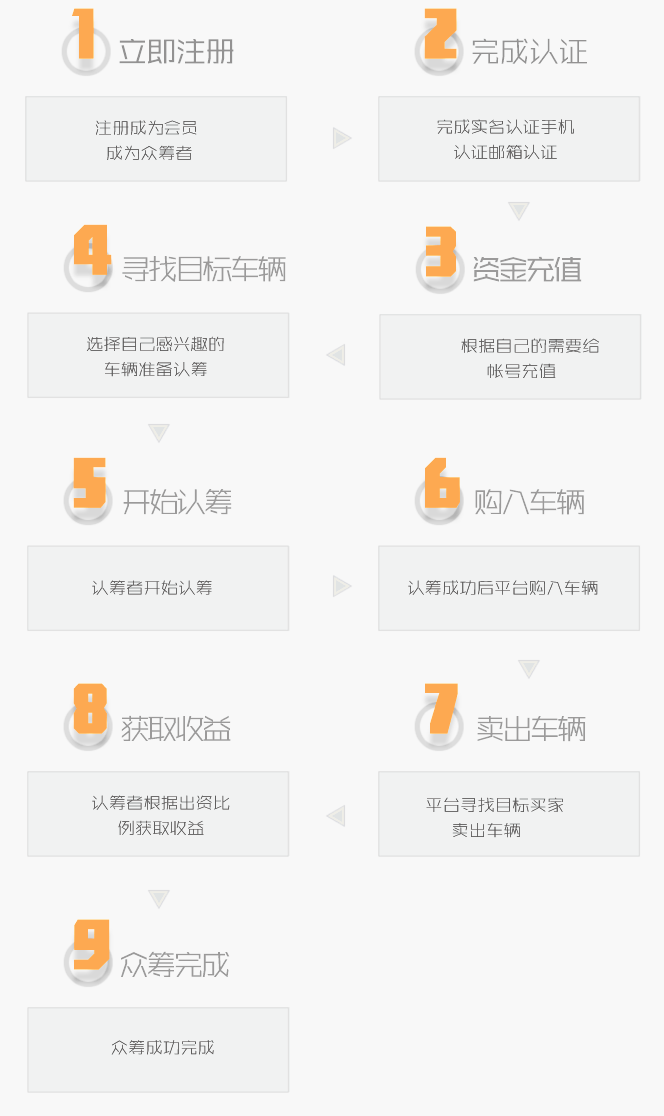 1 立即注册
注册成为会员
成为众筹者
2 完成认证
完成实名认证手机
认证邮箱认证
3 资金充值
根据自己的需要给
帐号充值
4 寻找目标车辆
选择自己感兴趣的
车辆准备认筹
5 开始认筹
认筹者开始认筹
6 购入车辆
认筹成功后平台购入车辆
7 卖出车辆
平台寻找目标买家
卖出车辆
8 获取收益
认筹者根据出资比
例获取收益
9 众筹完成
众筹成功完成